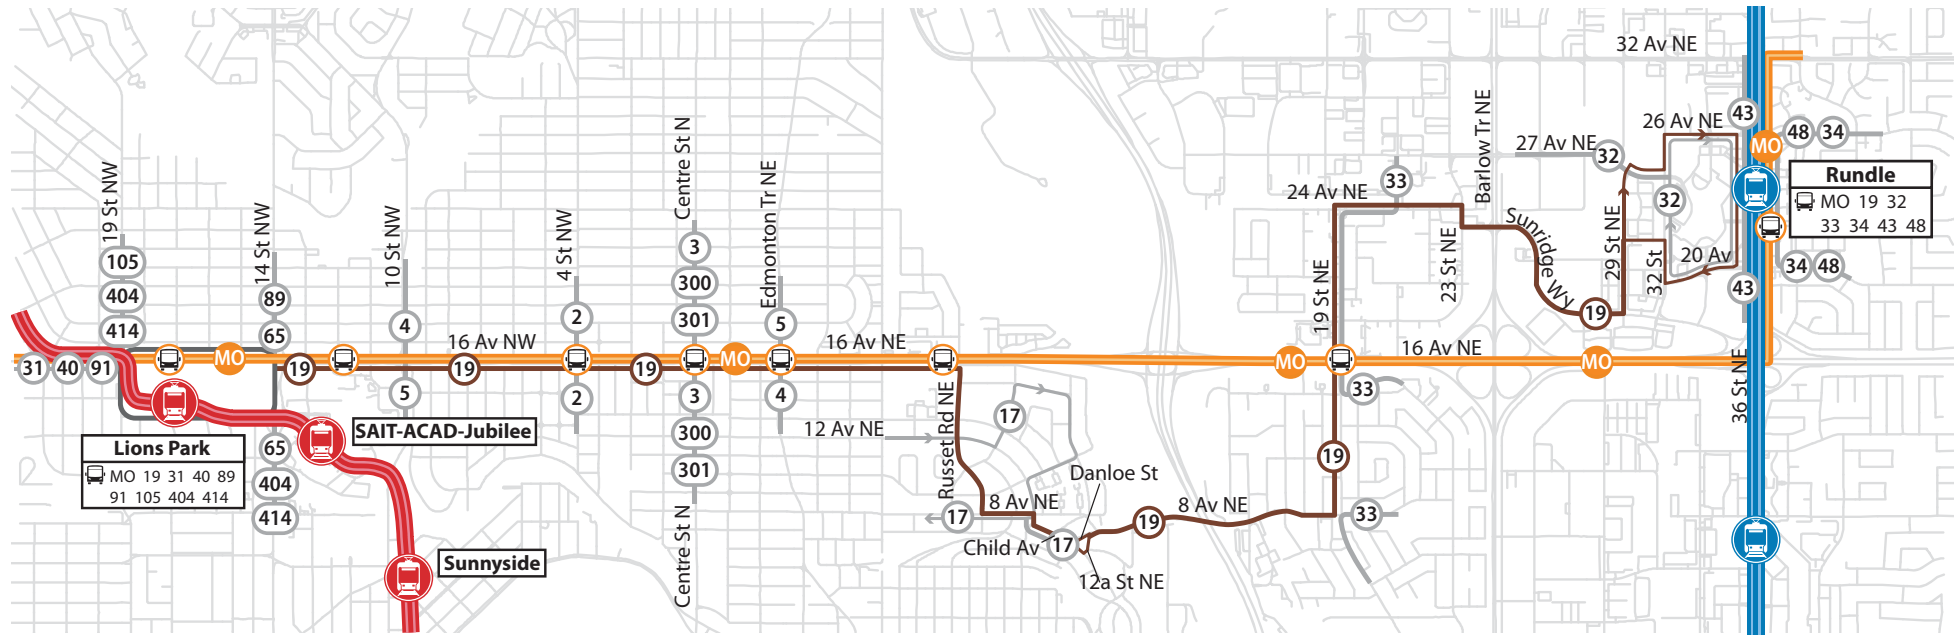 32 Av NE
43
26 Av NE
MO
48
34
27 Av NE
32
Barlow Tr NE
Rundle
MO 19 32
33 34 43 48
33
24 Av NE
32
Sunridge Wy
29 St NE
32 St
20 Av
34
48
43
23 St NE
19 St NE
19
19 St NW
105
404
414
14 St NW
89
65
10 St NW
4
4 St NW
2
Centre St N
3
300
301
Edmonton Tr NE
5
31
40
91
MO
19
16 Av NW
19
19
MO
16 Av NE
MO
16 Av NE
MO
36 St NE
5
2
3
300
301
Centre St N
4
12 Av NE
17
Russet Rd NE
33
SAIT-ACAD-Jubilee
Lions Park
MO 19 31 40 89
91 105 404 414
65
404
414
19
Danloe St
8 Av NE
17
19
8 Av NE
33
Child Av
17
12a St NE
Sunnyside